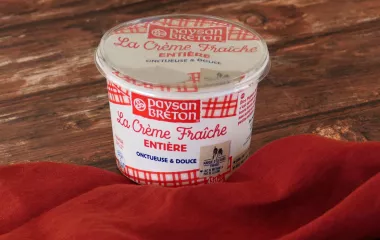 PAYSAN
BRETON
La Crème Fraîche
ENTIÈRE
ONCTUEUSE & DOUCE
PAYSAN
BRETON
La Crème Fraîche
ENTIÈRE
ONCTUEUSE & DOUCE